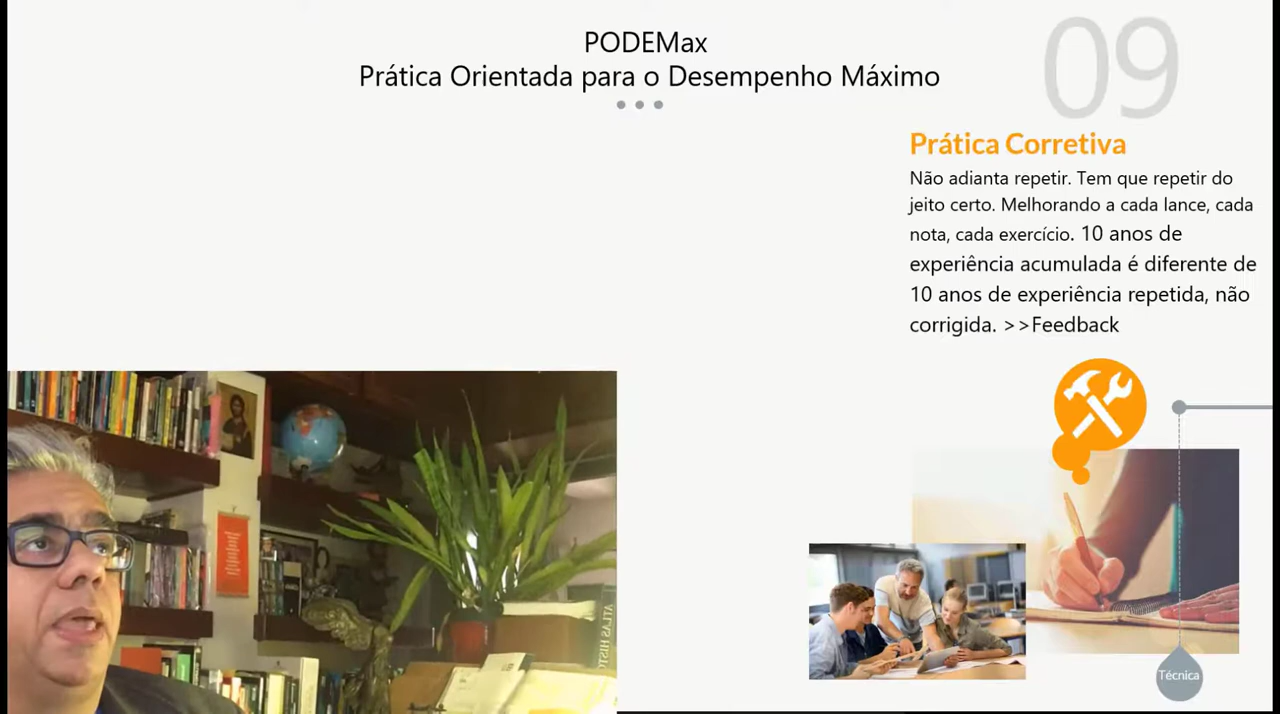 PODEMax
Prática Orientada para o Desempenho Máximo
09
Prática Corretiva
Não adianta repetir. Tem que repetir do
jeito certo. Melhorando a cada lance, cada
nota, cada exercício. 10 anos de
experiência acumulada é diferente de
10 anos de experiência repetida, não
corrigida. >>Feedback
Técnica